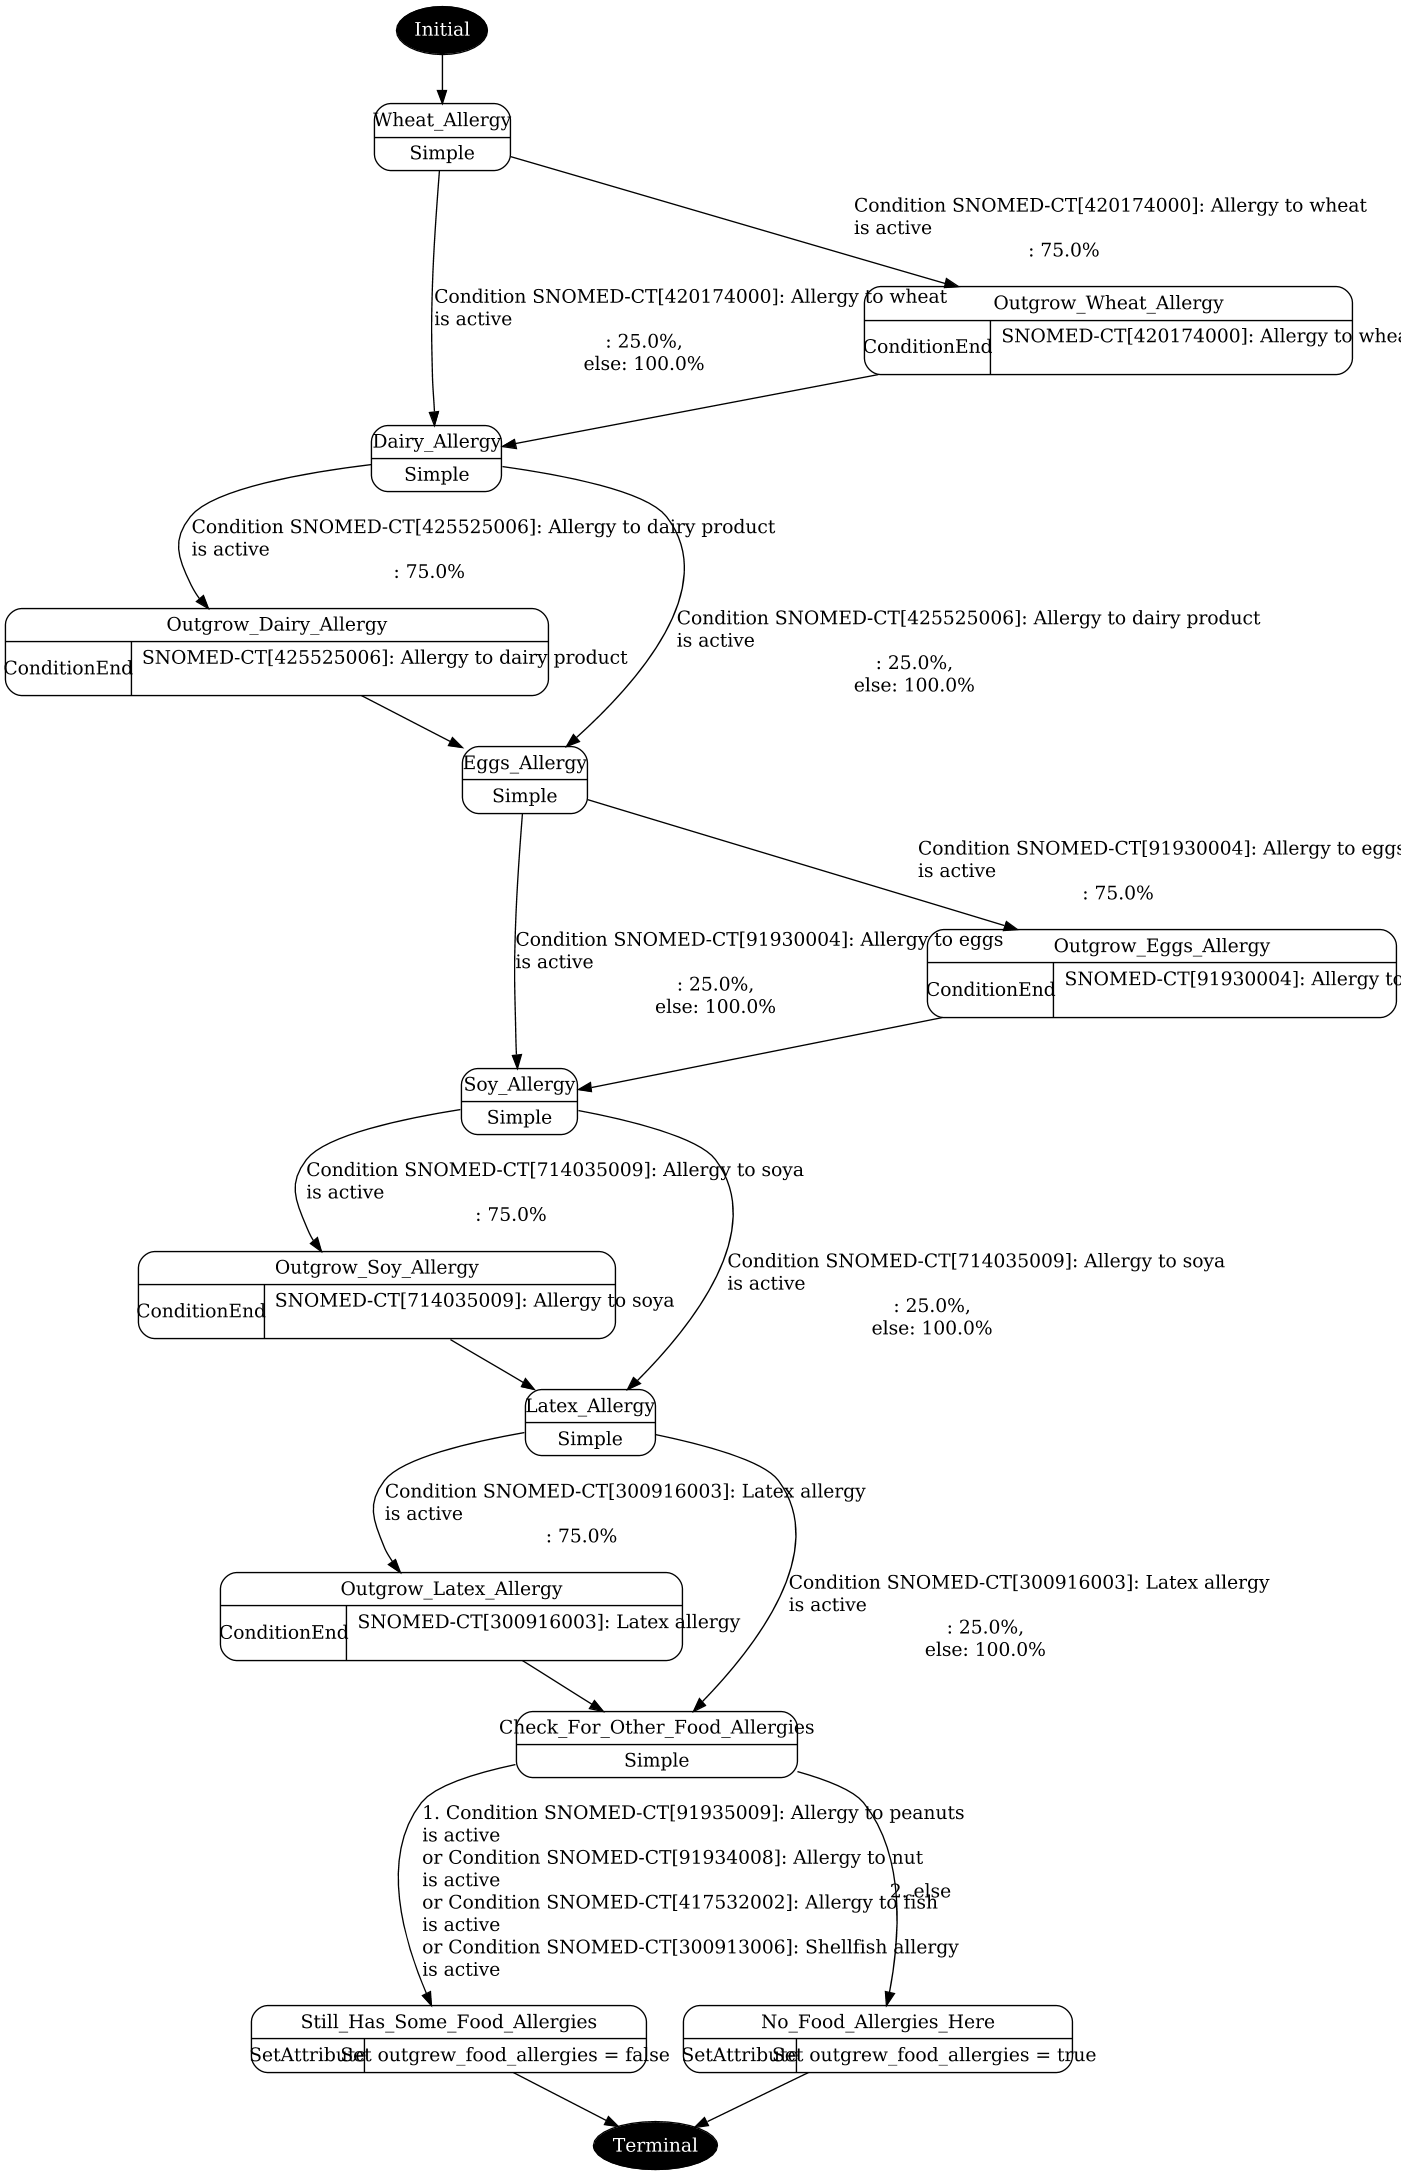 Initial
Wheat_Allergy
Simple
Condition SNOMED-CT[420174000]: Allergy to wheat
is active
: 75.0%
Condition SNOMED-CT[420174000]: Allergy to wheat
is active
: 25.0%,
else: 100.0%
Outgrow_Wheat_Allergy
ConditionEnd
SNOMED-CT[420174000]: Allergy to whea
Dairy_Allergy
Simple
Condition SNOMED-CT[425525006]: Allergy to dairy product
is active
: 75.0%
Outgrow_Dairy_Allergy
ConditionEnd
SNOMED-CT[425525006]: Allergy to dairy product
Condition SNOMED-CT[425525006]: Allergy to dairy product
is active
: 25.0%,
else: 100.0%
Eggs_Allergy
Simple
Condition SNOMED-CT[91930004]: Allergy to eggs
is active
: 75.0%
Condition SNOMED-CT[91930004]: Allergy to eggs
is active
: 25.0%,
else: 100.0%
Outgrow_Eggs_Allergy
ConditionEnd
SNOMED-CT[91930004]: Allergy to
Soy_Allergy
Simple
Condition SNOMED-CT[714035009]: Allergy to soya
is active
: 75.0%
Outgrow_Soy_Allergy
ConditionEnd
SNOMED-CT[714035009]: Allergy to soya
Condition SNOMED-CT[714035009]: Allergy to soya
is active
: 25.0%,
else: 100.0%
Latex_Allergy
Simple
Condition SNOMED-CT[300916003]: Latex allergy
is active
: 75.0%
Outgrow_Latex_Allergy
ConditionEnd
SNOMED-CT[300916003]: Latex allergy
Condition SNOMED-CT[300916003]: Latex allergy
is active
: 25.0%,
else: 100.0%
Check_For_Other_Food_Allergies
Simple
1. Condition SNOMED-CT[91935009]: Allergy to peanuts
is active
or Condition SNOMED-CT[91934008]: Allergy to nut
is active
or Condition SNOMED-CT[417532002]: Allergy to fish
is active
or Condition SNOMED-CT[300913006]: Shellfish allergy
is active
2. else
Still_Has_Some_Food_Allergies
SetAttribute
Set outgrew_food_allergies = false
No_Food_Allergies_Here
SetAttribute
Set outgrew_food_allergies = true
Terminal